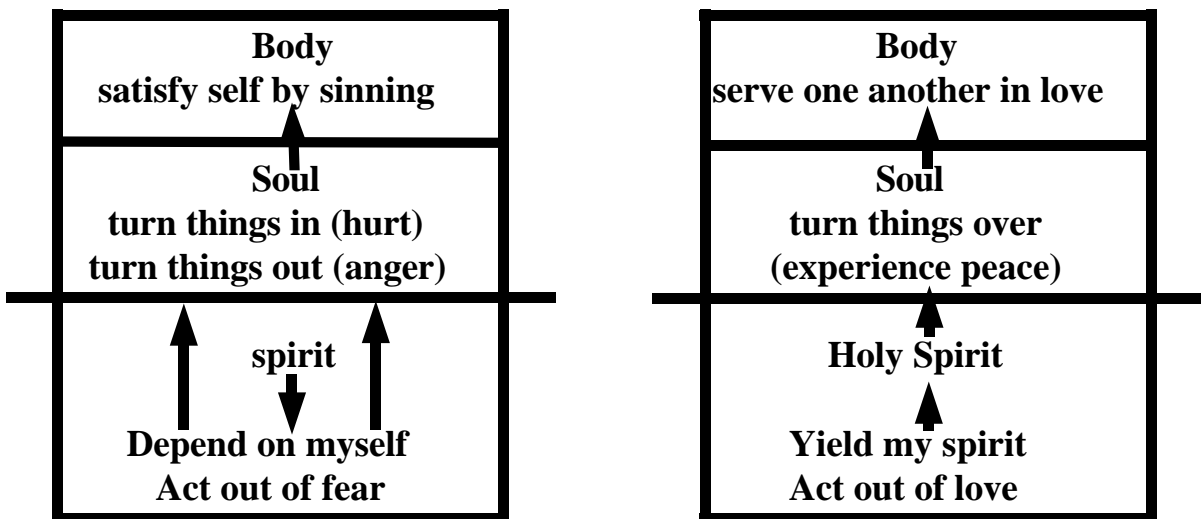 Body
satisfy self by sinning
Soul
turn things in (hurt)
turn things out (anger)
spirit
Depend on myself
Act out of fear
Body
serve one another in love
Soul
turn things over
(experience peace)
Holy Spirit
Yield my spirit
Act out of love